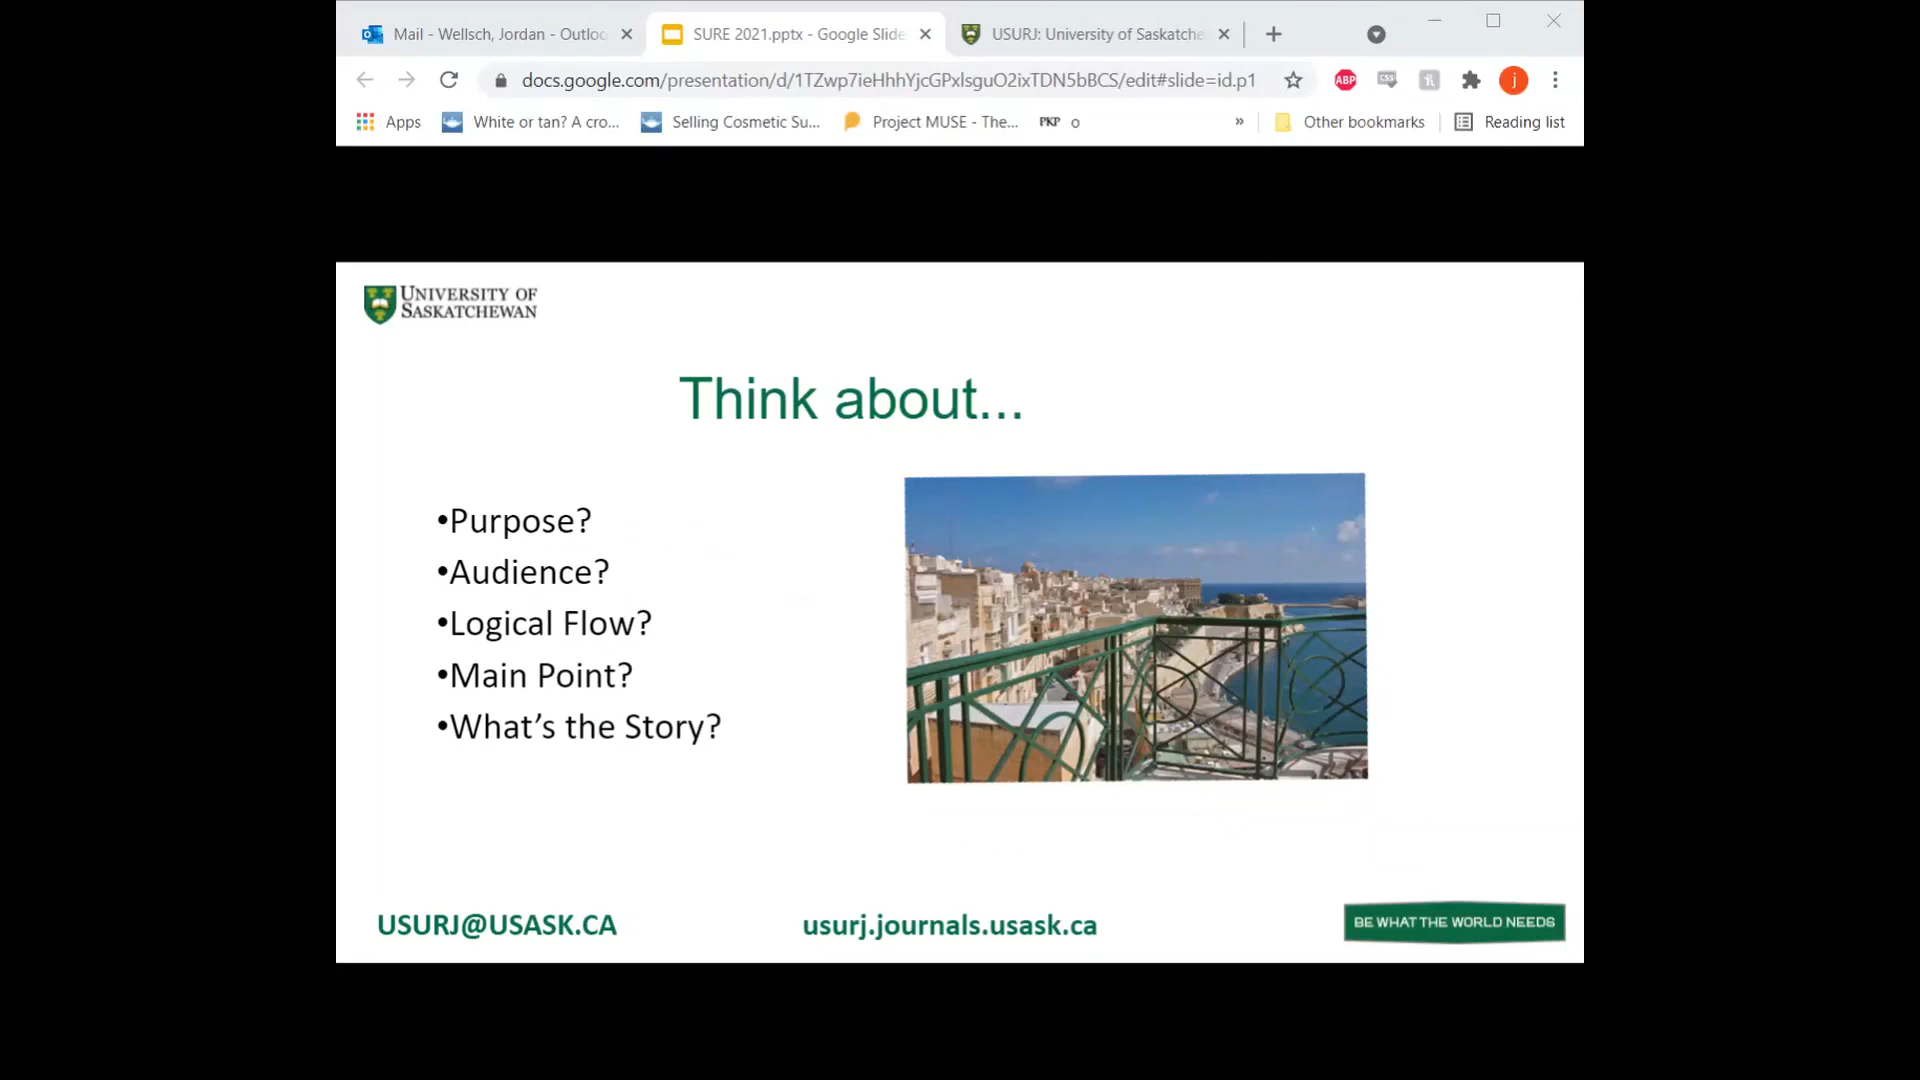 Mail - Wellsch, Jordan - Outloo
SURE 2021.pptx - Google Slide
USURJ: University of Saskatche
docs.google.com/presentation/d/1TZwp7ieHhhYjcGPxlsguO2ixTDN5bBCS/edit#slide=id.p1
ABP
CSS
j
Apps
White or tan? A cro...
Selling Cosmetic Su...
Project MUSE - The...
PKP o
»
Other bookmarks
Reading list
UNIVERSITY OF
SASKATCHEWAN
Think about...
•Purpose?
•Audience?
•Logical Flow?
•Main Point?
•What’s the Story?
USURJ@USASK.CA
usurj.journals.usask.ca
BE WHAT THE WORLD NEEDS